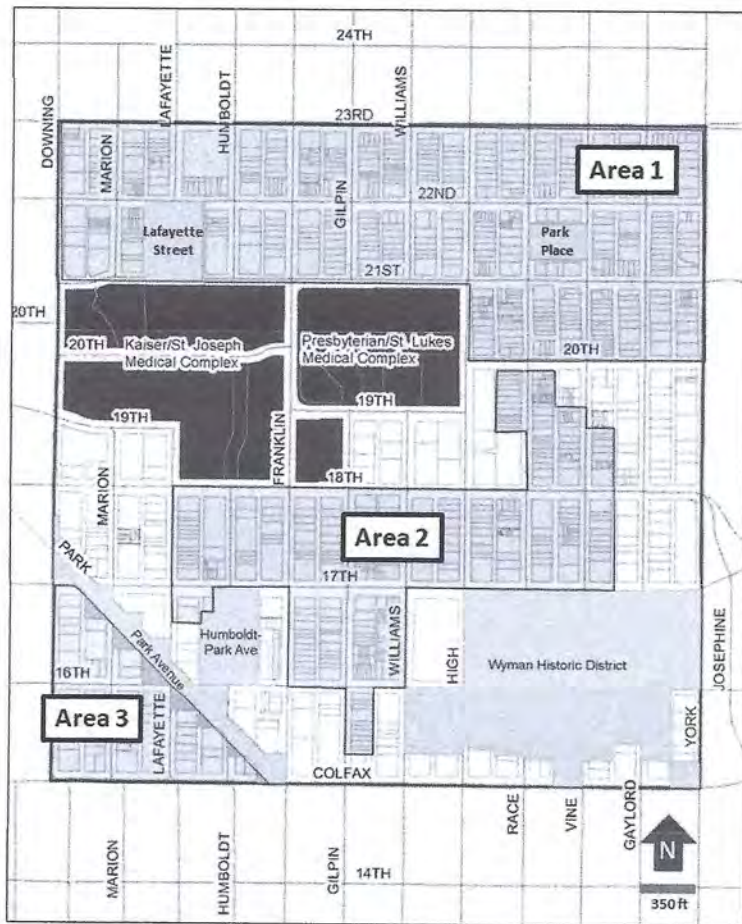 24TH
DOWNING
MARION
LAFAYETTE
HUMBOLDT
23RD
WILLIAMS
Area 1
22ND
GILPIN
Lafayette
Street
Park
Place
21ST
20TH
20TH
Kaiser/St. Joseph
Medical Complex
Presbyterian/St. Lukes
Medical Complex
20TH
19TH
19TH
FRANKLIN
18TH
MARION
Area 2
PARK
17TH
Park Avenue
Humboldt-
Park Ave
WILLIAMS
HIGH
Wyman Historic District
JOSEPHINE
16TH
Area 3
LAFAYETTE
YORK
COLFAX
RACE
VINE
GAYLORD
MARION
HUMBOLDT
GILPIN
14TH
N
350 ft